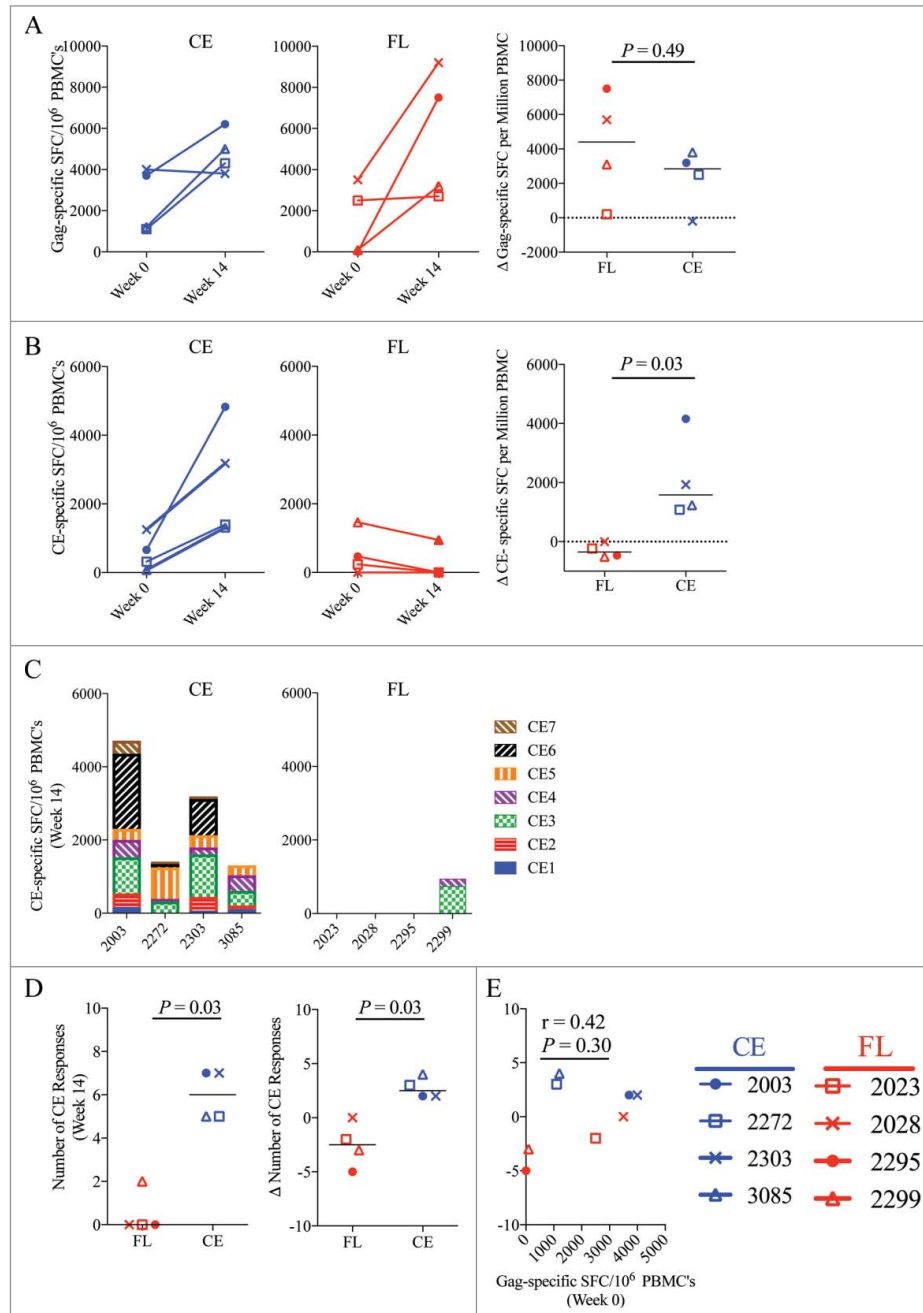 A
CE
FL
Gag-specific SFC/10⁶ PBMC's
10000
8000
6000
4000
2000
0
Week 0
Week 14
10000
8000
6000
4000
2000
0
Week 0
Week 14
Δ Gag-specific SFC per Million PBMC
P = 0.49
10000
8000
6000
4000
2000
0
-2000
FL
CE
B
CE
FL
CE-specific SFC/10⁶ PBMC's
6000
4000
2000
0
Week 0
Week 14
6000
4000
2000
0
Week 0
Week 14
Δ CE- specific SFC per Million PBMC
P = 0.03
6000
4000
2000
0
FL
CE
C
CE
FL
CE-specific SFC/10⁶ PBMC's
(Week 14)
6000
4000
2000
0
2003
2272
2303
3085
6000
4000
2000
0
2023
2028
2295
2299
CE7
CE6
CE5
CE4
CE3
CE2
CE1
D
Number of CE Responses
(Week 14)
P = 0.03
10
8
6
4
2
0
FL
CE
Δ Number of CE Responses
P = 0.03
10
5
0
-5
-10
FL
CE
E
r = 0.42
P = 0.30
10
5
0
-5
-10
0
1000
2000
3000
4000
5000
Gag-specific SFC/10⁶ PBMC's
(Week 0)
CE
2003
2272
2303
3085
FL
2023
2028
2295
2299